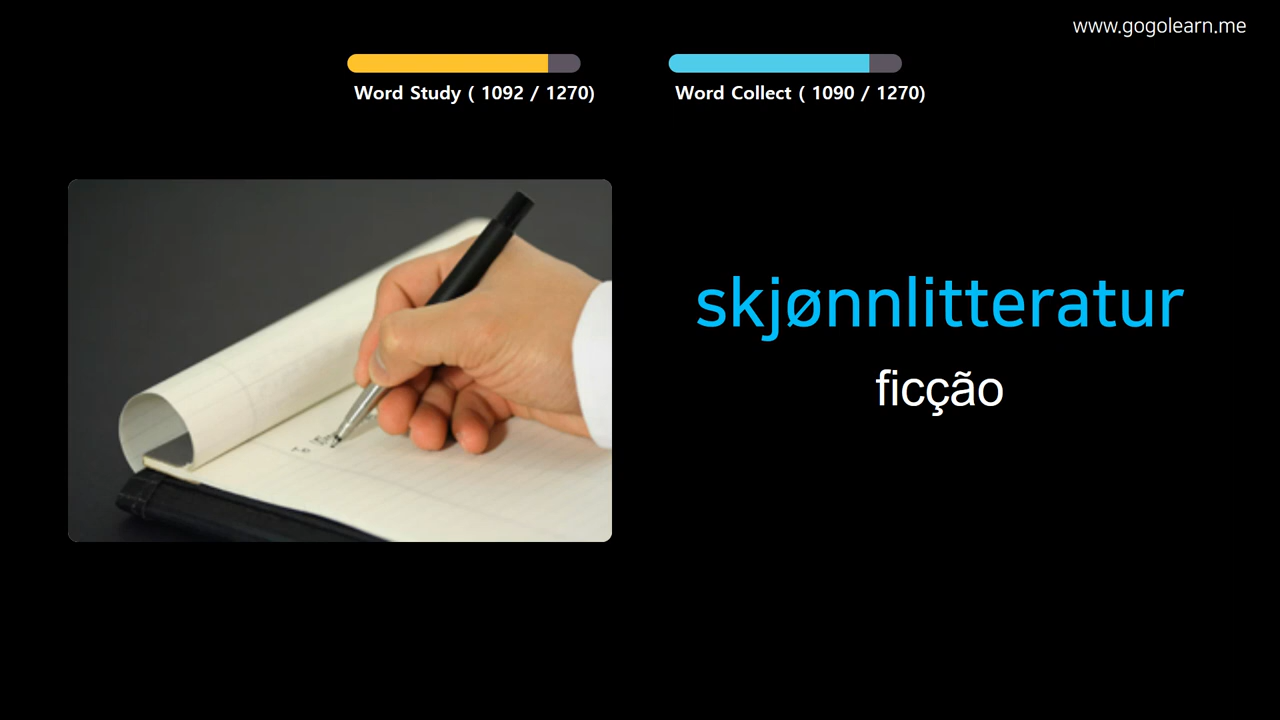 www.gogolearn.me
Word Study ( 1092 / 1270)
Word Collect ( 1090 / 1270)
skjønnlitteratur
ficção